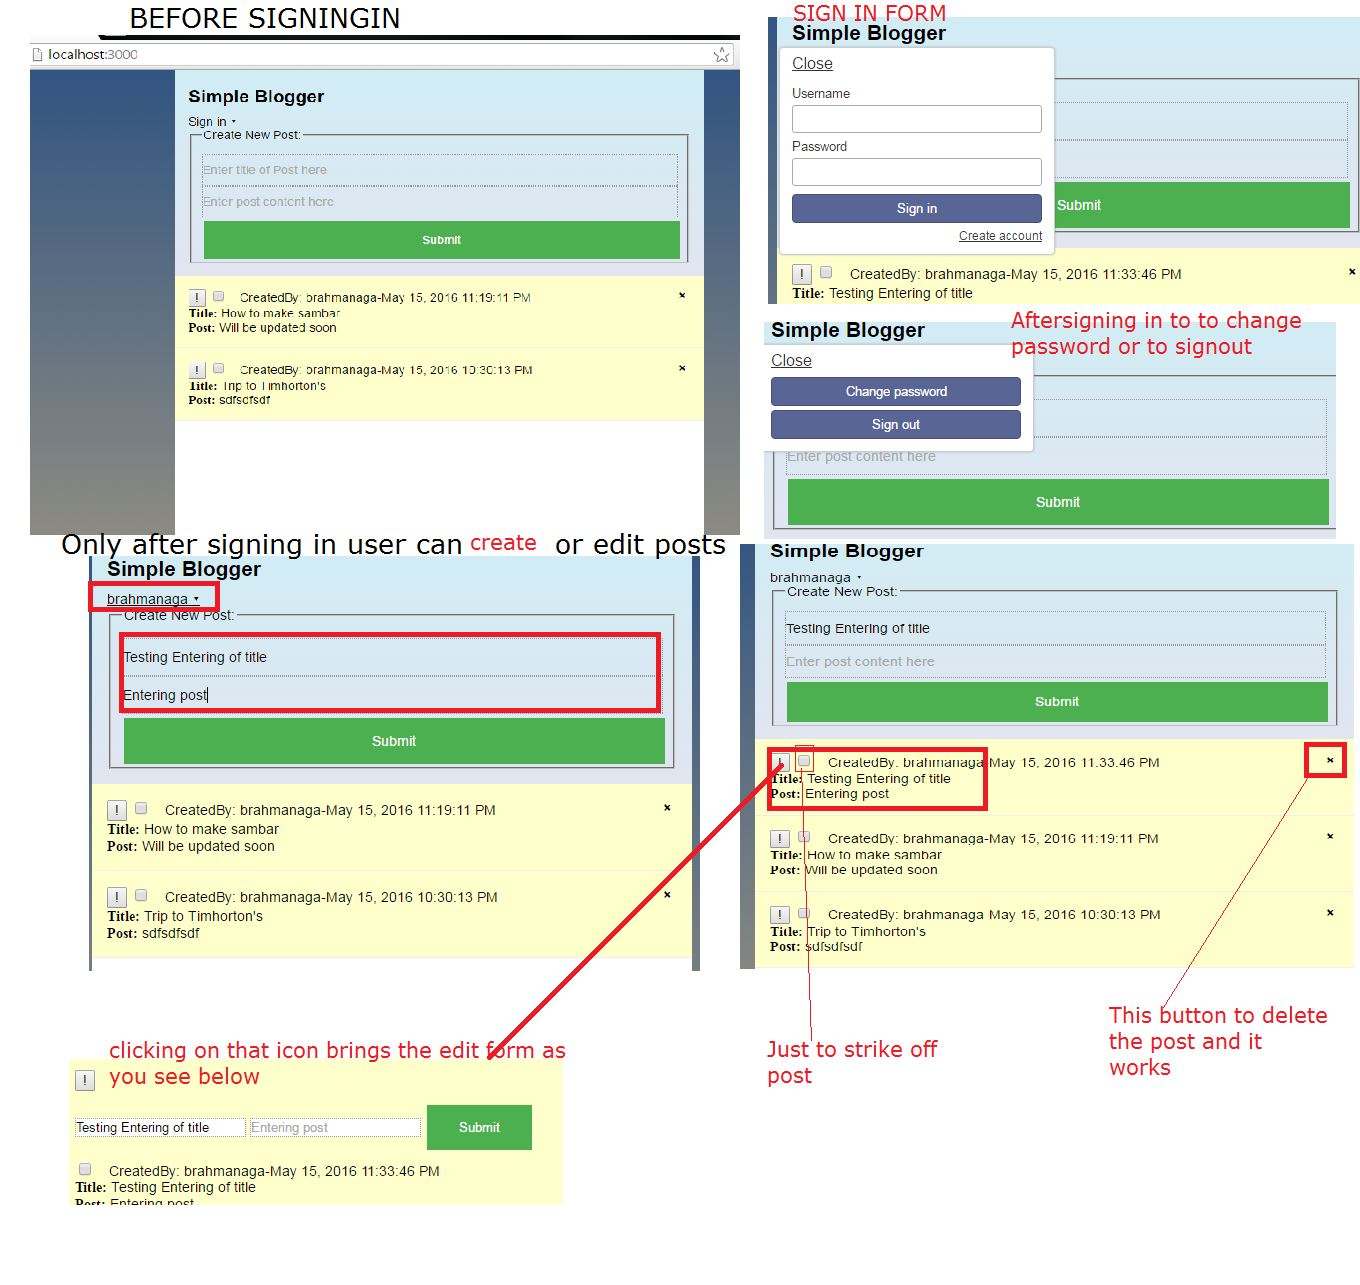 BEFORE SIGNINGIN
localhost:3000
Simple Blogger
Sign in
Create New Post:
Enter title of Post here
Enter post content here
Submit
! CreatedBy: brahmanaga-May 15, 2016 11:19:11 PM ×
Title: How to make sambar
Post: Will be updated soon
! CreatedBy: brahmanaga-May 15, 2016 10:30:13 PM ×
Title: Trip to Timhorton's
Post: sdfsdfsdf
SIGN IN FORM
Simple Blogger
Close
Username
Password
Sign in
Create account
Submit
! CreatedBy: brahmanaga-May 15, 2016 11:33:46 PM ×
Title: Testing Entering of title
Aftersigning in to to change
password or to signout
Simple Blogger
Close
Change password
Sign out
Enter post content here
Submit
Only after signing in user can create or edit posts
Simple Blogger
brahmanaga
Create New Post:
Testing Entering of title
Entering post
Submit
! CreatedBy: brahmanaga-May 15, 2016 11:19:11 PM ×
Title: How to make sambar
Post: Will be updated soon
! CreatedBy: brahmanaga-May 15, 2016 10:30:13 PM ×
Title: Trip to Timhorton's
Post: sdfsdfsdf
Simple Blogger
brahmanaga
Create New Post:
Testing Entering of title
Enter post content here
Submit
! CreatedBy: brahmanaga-May 15, 2016 11:33:46 PM ×
Title: Testing Entering of title
Post: Entering post
! CreatedBy: brahmanaga-May 15, 2016 11:19:11 PM ×
Title: How to make sambar
Post: Will be updated soon
! CreatedBy: brahmanaga-May 15, 2016 10:30:13 PM ×
Title: Trip to Timhorton's
Post: sdfsdfsdf
clicking on that icon brings the edit form as
you see below
Just to strike off
post
This button to delete
the post and it
works
!
Testing Entering of title Entering post Submit
CreatedBy: brahmanaga-May 15, 2016 11:33:46 PM
Title: Testing Entering of title
Post: Entering post